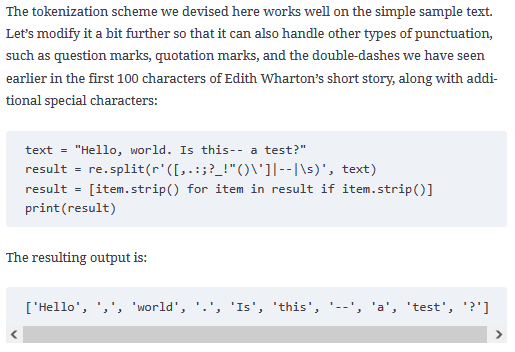 The tokenization scheme we devised here works well on the simple sample text.
Let’s modify it a bit further so that it can also handle other types of punctuation,
such as question marks, quotation marks, and the double-dashes we have seen
earlier in the first 100 characters of Edith Wharton’s short story, along with addi-
tional special characters:
text = "Hello, world. Is this-- a test?"
result = re.split(r'([,.:;?_!"()\']|--|\s)', text)
result = [item.strip() for item in result if item.strip()]
print(result)
The resulting output is:
['Hello', ',', 'world', '.', 'Is', 'this', '--', 'a', 'test', '?']